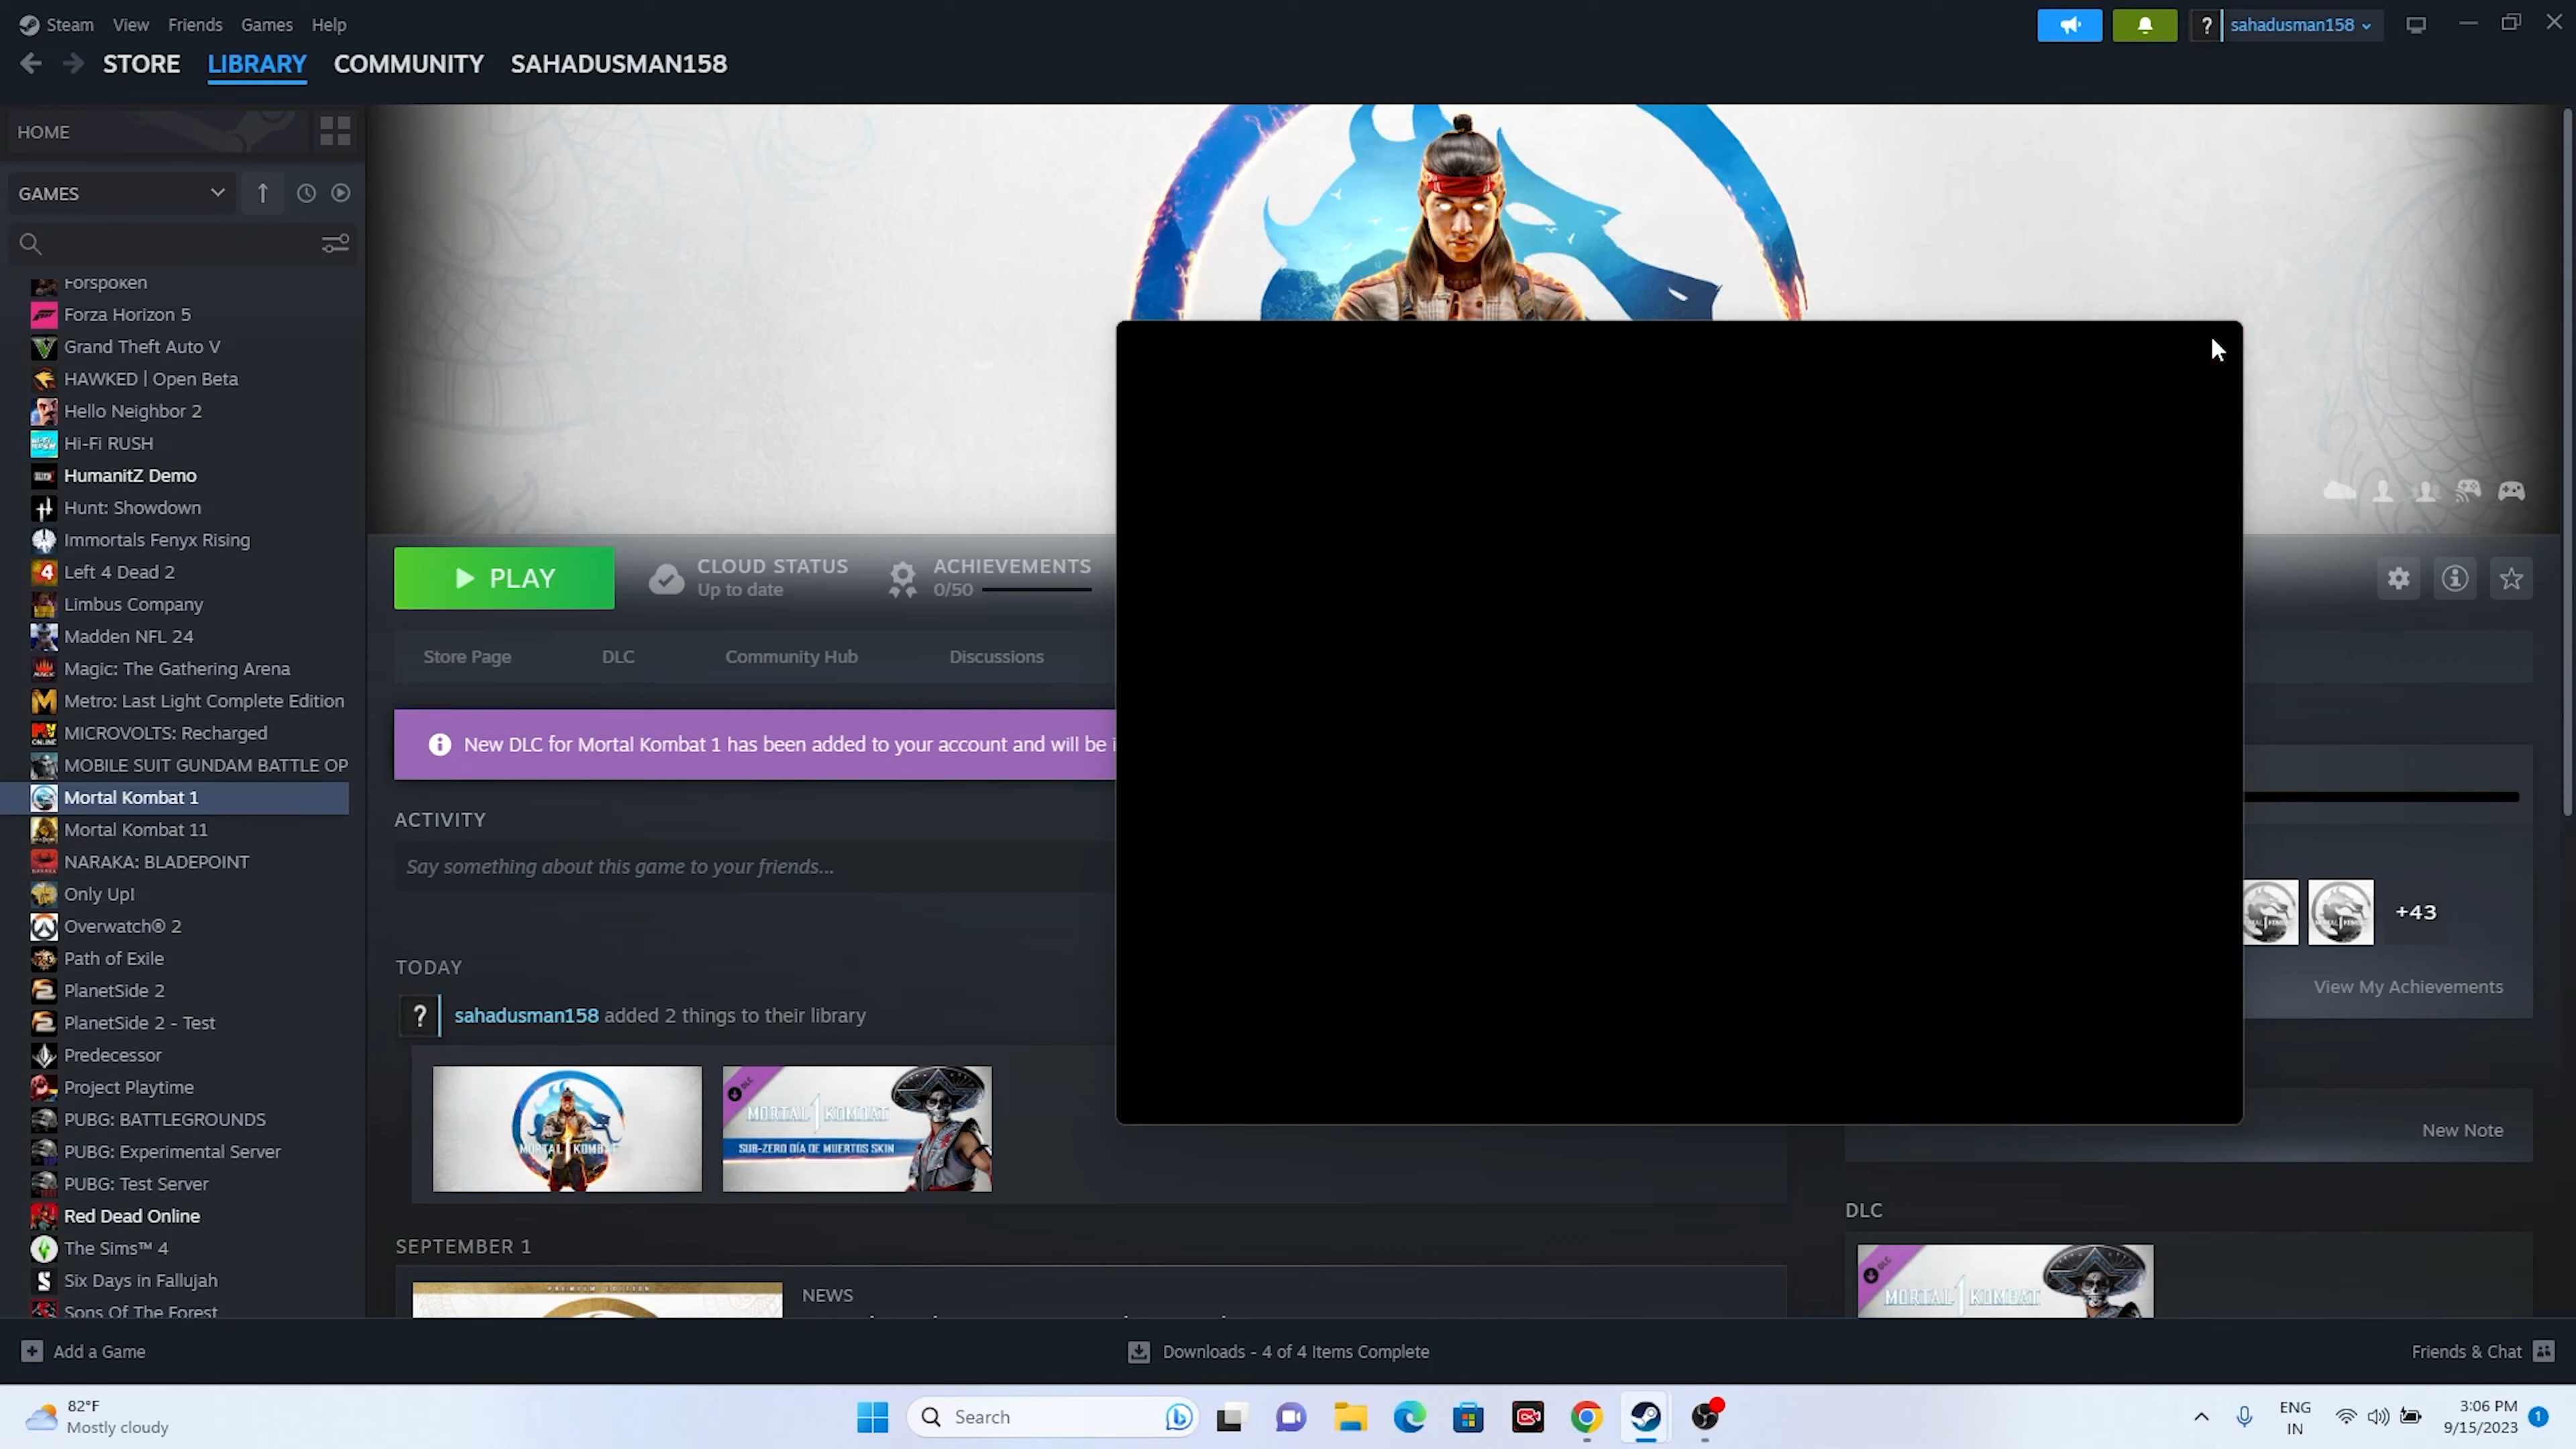 Steam View Friends Games Help
sahadusman158
STORE LIBRARY COMMUNITY SAHADUSMAN158
HOME
GAMES
Forspoken
Forza Horizon 5
Grand Theft Auto V
HAWKED | Open Beta
Hello Neighbor 2
Hi-Fi RUSH
HumanitZ Demo
Hunt: Showdown
Immortals Fenyx Rising
Left 4 Dead 2
Limbus Company
Madden NFL 24
Magic: The Gathering Arena
Metro: Last Light Complete Edition
MICROVOLTS: Recharged
MOBILE SUIT GUNDAM BATTLE OP
Mortal Kombat 1
Mortal Kombat 11
NARAKA: BLADEPOINT
Only Up!
Overwatch® 2
Path of Exile
PlanetSide 2
PlanetSide 2 - Test
Predecessor
Project Playtime
PUBG: BATTLEGROUNDS
PUBG: Experimental Server
PUBG: Test Server
Red Dead Online
The Sims™ 4
Six Days in Fallujah
Sons Of The Forest
PLAY
CLOUD STATUS
Up to date
ACHIEVEMENTS
0/50
Store Page DLC Community Hub Discussions
New DLC for Mortal Kombat 1 has been added to your account and will be i
ACTIVITY
Say something about this game to your friends...
TODAY
sahadusman158 added 2 things to their library
MORTAL KOMBAT
DLC
MORTAL 1 KOMBAT
SUB-ZERO DÍA DE MUERTOS SKIN
SEPTEMBER 1
PREMIUM EDITION
NEWS
+43
View My Achievements
New Note
DLC
DLC
MORTAL 1 KOMBAT
Add a Game
Downloads - 4 of 4 Items Complete
Friends & Chat
82°F
Mostly cloudy
Search
ENG
IN
3:06 PM
9/15/2023
1